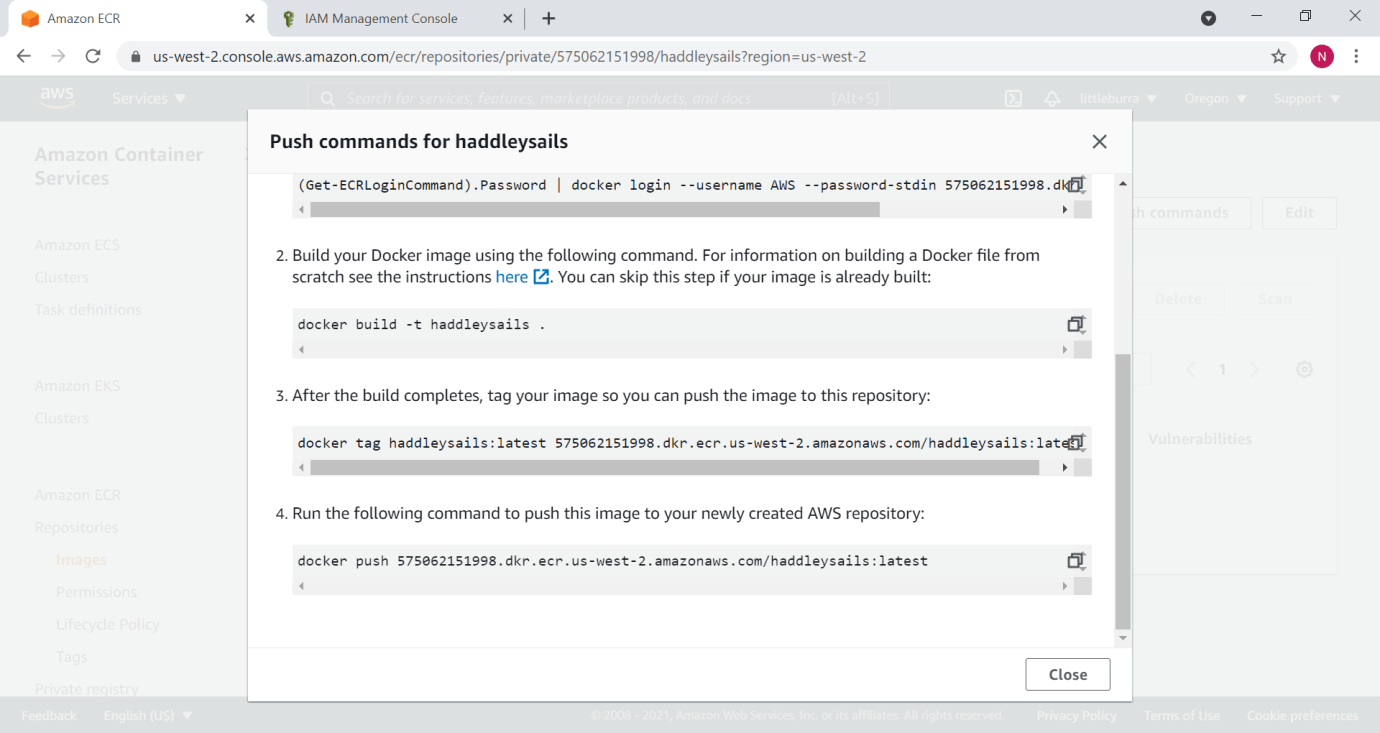 Amazon ECR
IAM Management Console
us-west-2.console.aws.amazon.com/ecr/repositories/private/575062151998/haddleysails?region=us-west-2
N
aws
Services
Search for services, features, marketplace products, and docs
[Alt+S]
littleburra
Oregon
Support
Amazon Container
Services
Amazon ECS
Clusters
Task definitions
Amazon EKS
Clusters
Amazon ECR
Repositories
Images
Permissions
Lifecycle Policy
Tags
Private registry
Push commands for haddleysails
(Get-ECRLoginCommand).Password | docker login --username AWS --password-stdin 575062151998.dkr
2. Build your Docker image using the following command. For information on building a Docker file from
scratch see the instructions here. You can skip this step if your image is already built:
docker build -t haddleysails .
3. After the build completes, tag your image so you can push the image to this repository:
docker tag haddleysails:latest 575062151998.dkr.ecr.us-west-2.amazonaws.com/haddleysails:latest
4. Run the following command to push this image to your newly created AWS repository:
docker push 575062151998.dkr.ecr.us-west-2.amazonaws.com/haddleysails:latest
Close
commands
Edit
Delete
Scan
1
Vulnerabilities
Feedback
English (US)
© 2008 - 2021, Amazon Web Services, Inc. or its affiliates. All rights reserved.
Privacy Policy
Terms of Use
Cookie preferences